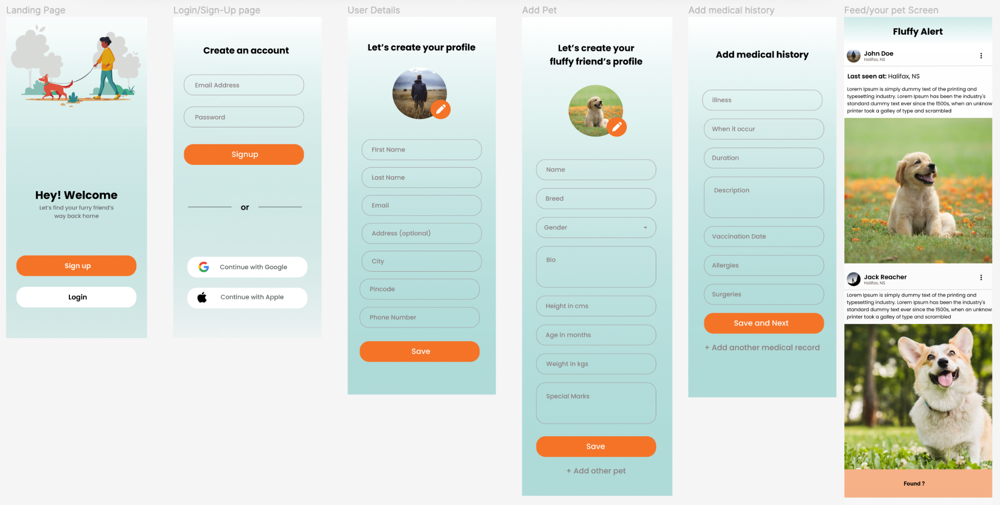 Landing Page
Hey! Welcome
Let's find your furry friend's
way back home
Sign up
Login
Login/Sign-Up page
Create an account
Email Address
Password
Signup
or
Continue with Google
Continue with Apple
User Details
Let's create your profile
FIrst Name
Last Name
Email
Address (optional)
City
Pincode
Phone Number
Save
Add Pet
Let's create your
fluffy friend's profile
Name
Breed
Gender
Bio
Height in cms
Age in months
Weight in kgs
Special Marks
Save
+ Add other pet
Add medical history
Add medical history
illness
When it occur
Duration
Description
Vaccination Date
Allergies
Surgeries
Save and Next
+ Add another medical record
Feed/your pet Screen
Fluffy Alert
John Doe
Halifax, NS
Last seen at: Halifax, NS
Lorem Ipsum is simply dummy text of the printing and
typesetting industry. Lorem Ipsum has been the industry's
standard dummy text ever since the 1500s, when an unknow
printer took a galley of type and scrambled
Jack Reacher
Halifax, NS
Lorem Ipsum is simply dummy text of the printing and
typesetting industry. Lorem Ipsum has been the industry's
standard dummy text ever since the 1500s, when an unknow
printer took a galley of type and scrambled
Found ?